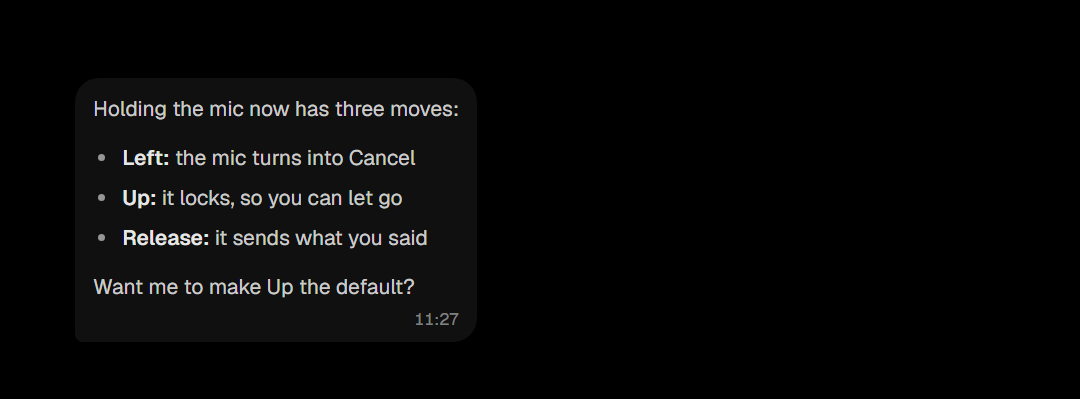 Holding the mic now has three moves:
• Left: the mic turns into Cancel
• Up: it locks, so you can let go
• Release: it sends what you said
Want me to make Up the default?
11:27